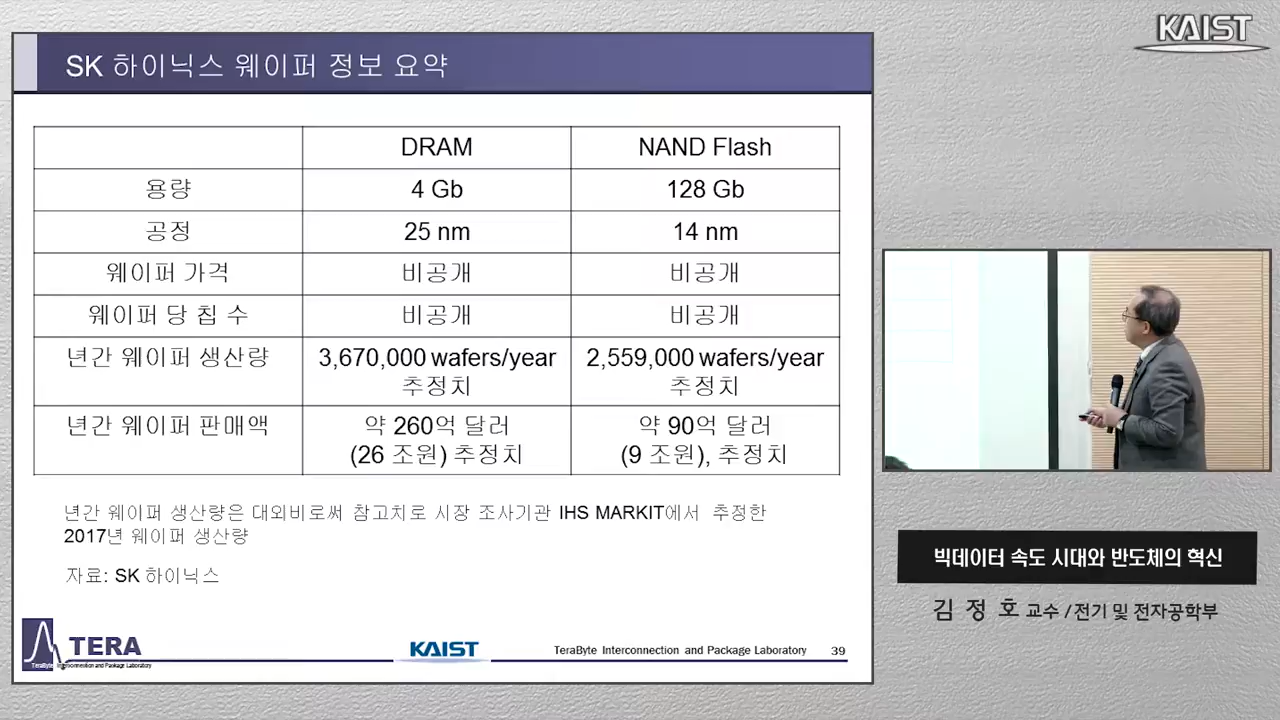 KAIST
SK 하이닉스 웨이퍼 정보 요약
DRAM NAND Flash
용량 4 Gb 128 Gb
공정 25 nm 14 nm
웨이퍼 가격 비공개 비공개
웨이퍼 당 칩 수 비공개 비공개
년간 웨이퍼 생산량 3,670,000 wafers/year 2,559,000 wafers/year
추정치 추정치
년간 웨이퍼 판매액 약 260억 달러 약 90억 달러
(26 조원) 추정치 (9 조원), 추정치
년간 웨이퍼 생산량은 대외비로써 참고치로 시장 조사기관 IHS MARKIT에서 추정한
2017년 웨이퍼 생산량
자료: SK 하이닉스
TERA
TeraByte Interconnection and Package Laboratory
KAIST
TeraByte Interconnection and Package Laboratory 39
빅데이터 속도 시대와 반도체의 혁신
김 정 호 교수 / 전기 및 전자공학부